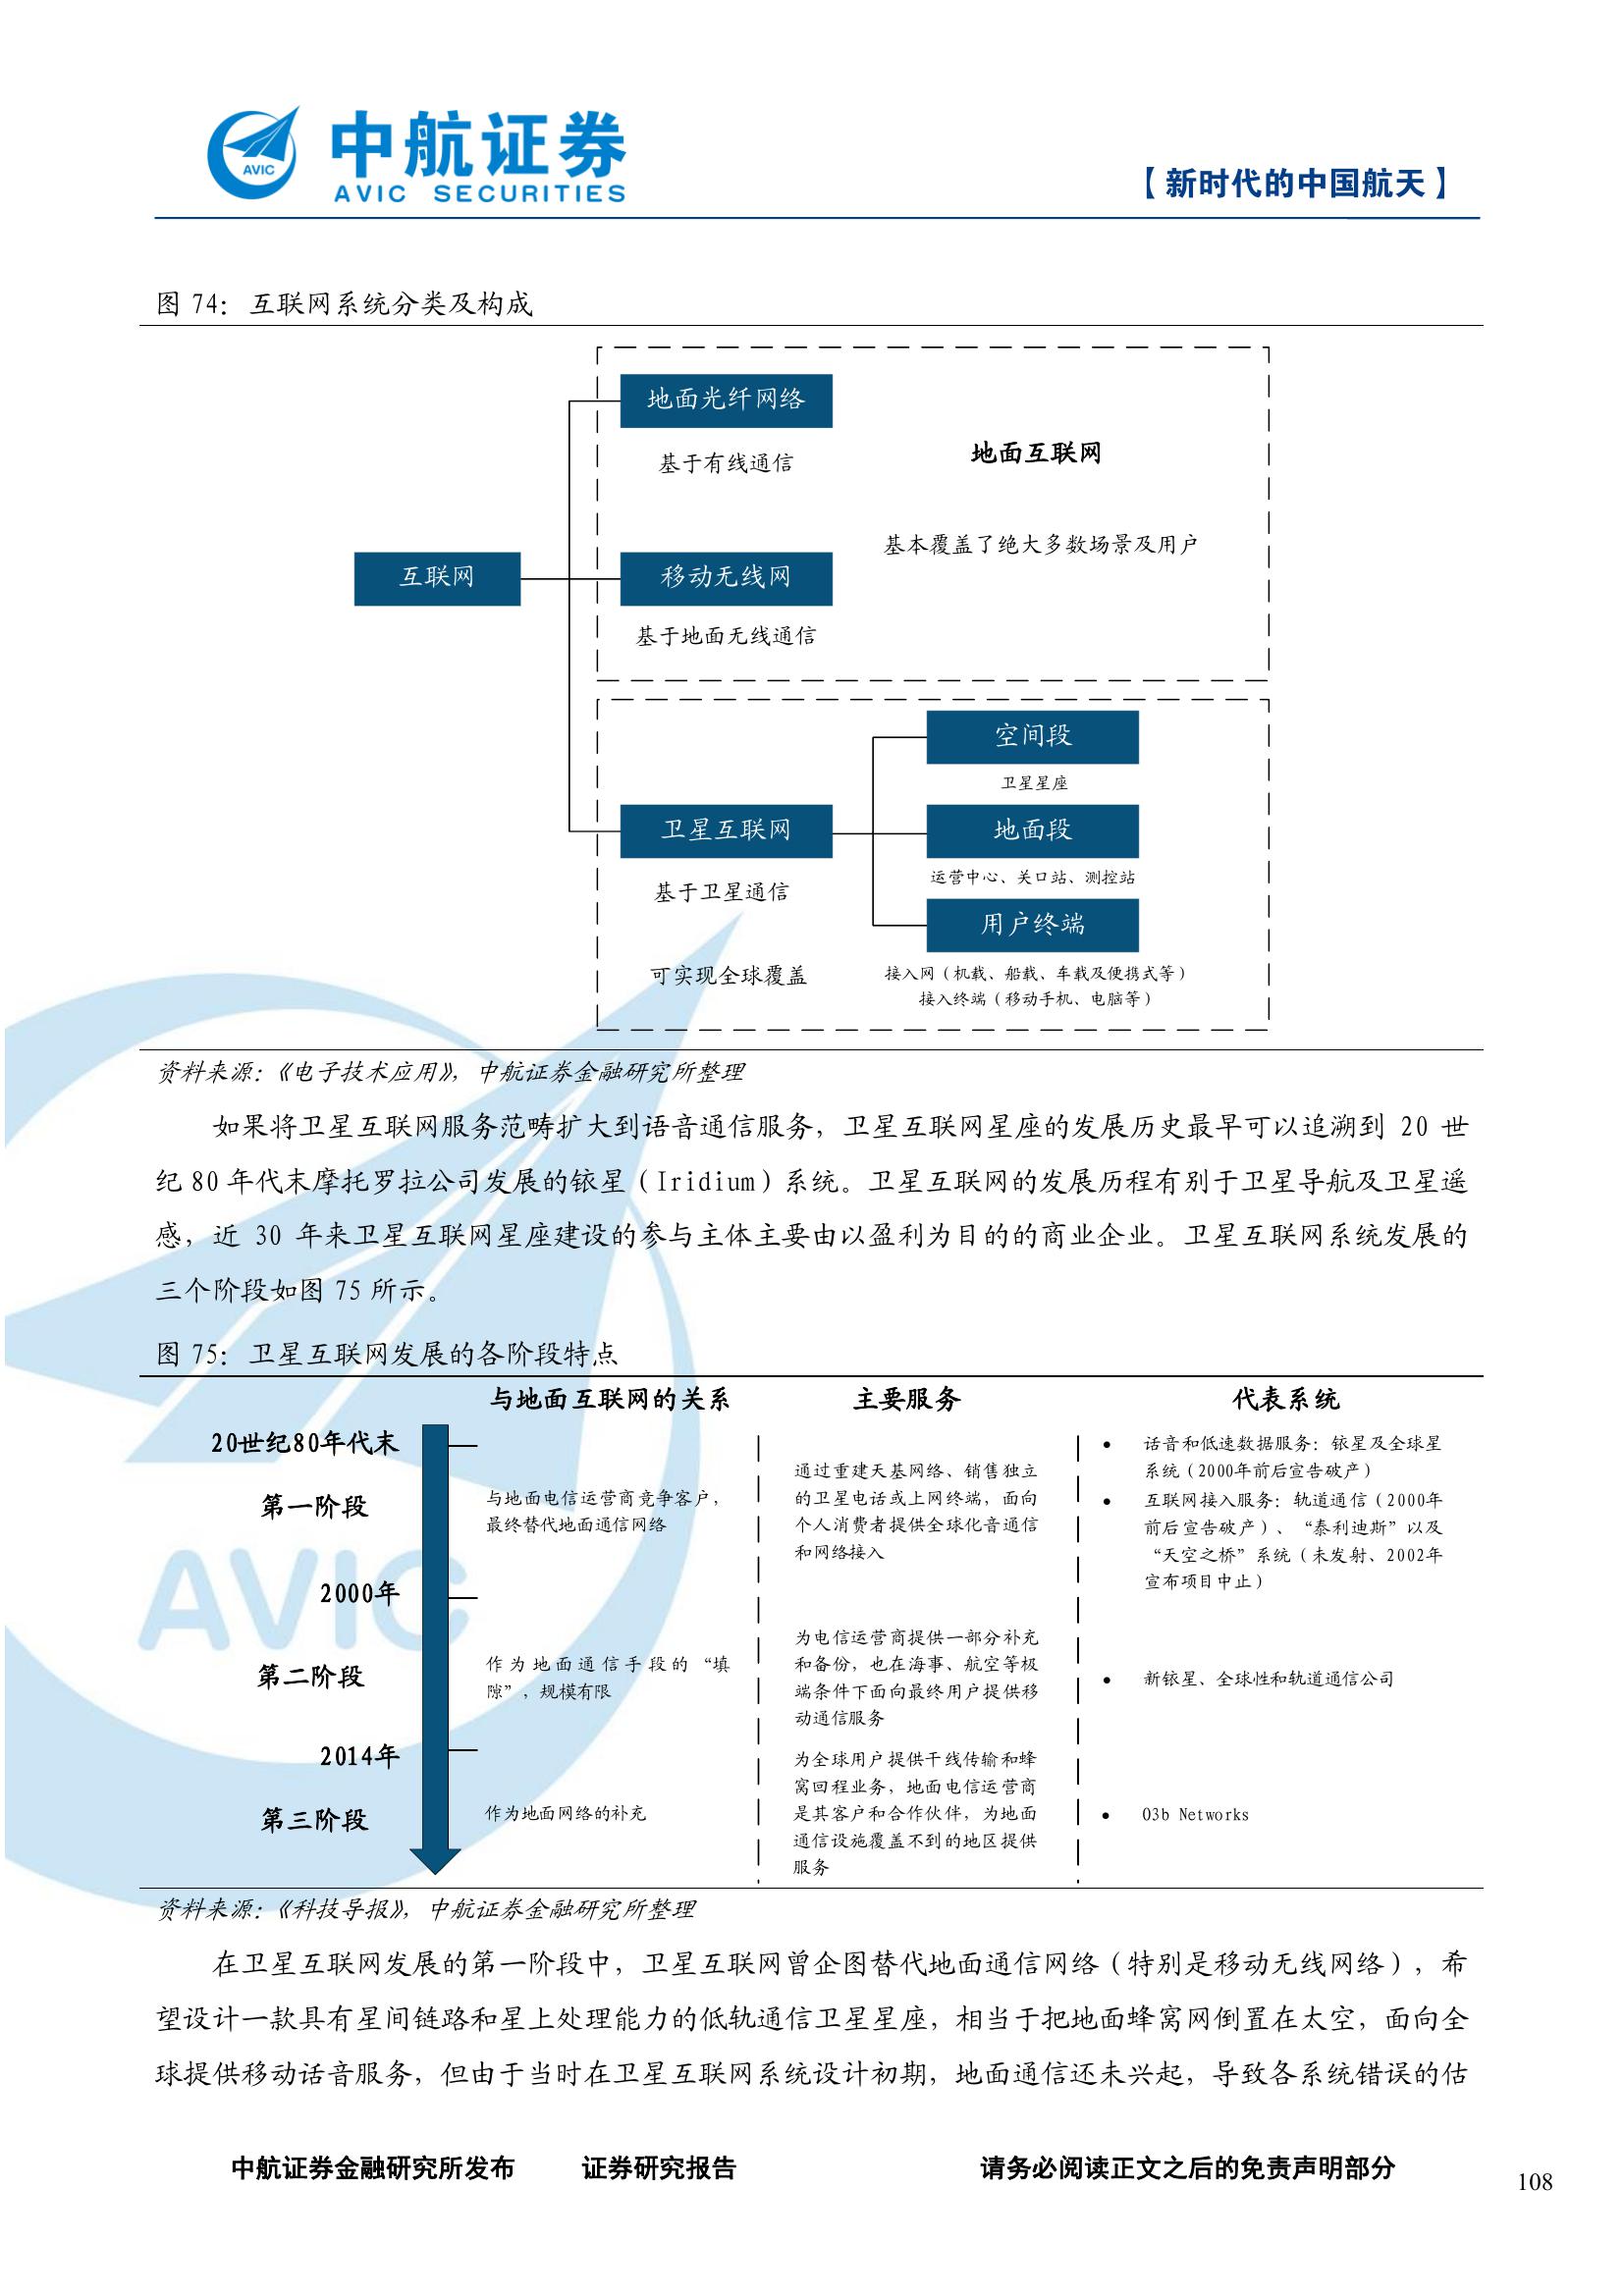 AVIC
中航证券
AVIC SECURITIES
【新时代的中国航天】
图 74：互联网系统分类及构成
地面光纤网络
基于有线通信
地面互联网
基本覆盖了绝大多数场景及用户
互联网
移动无线网
基于地面无线通信
空间段
卫星星座
卫星互联网
地面段
基于卫星通信
运营中心、关口站、测控站
用户终端
可实现全球覆盖
接入网（机载、船载、车载及便携式等）
接入终端（移动手机、电脑等）
资料来源：《电子技术应用》，中航证券金融研究所整理
如果将卫星互联网服务范畴扩大到语音通信服务，卫星互联网星座的发展历史最早可以追溯到 20 世
纪 80 年代末摩托罗拉公司发展的铱星（Iridium）系统。卫星互联网的发展历程有别于卫星导航及卫星遥
感，近 30 年来卫星互联网星座建设的参与主体主要由以盈利为目的的商业企业。卫星互联网系统发展的
三个阶段如图 75 所示。
图 75：卫星互联网发展的各阶段特点
与地面互联网的关系
主要服务
代表系统
20世纪80年代末
第一阶段
与地面电信运营商竞争客户，
最终替代地面通信网络
通过重建天基网络、销售独立
的卫星电话或上网终端，面向
个人消费者提供全球化音通信
和网络接入
• 话音和低速数据服务：铱星及全球星
系统（2000年前后宣告破产）
• 互联网接入服务：轨道通信（2000年
前后宣告破产）、“泰利迪斯”以及
“天空之桥”系统（未发射、2002年
宣布项目中止）
2000年
第二阶段
作为地面通信手段的“填
隙”，规模有限
为电信运营商提供一部分补充
和备份，也在海事、航空等极
端条件下面向最终用户提供移
动通信服务
• 新铱星、全球性和轨道通信公司
2014年
第三阶段
作为地面网络的补充
为全球用户提供干线传输和蜂
窝回程业务，地面电信运营商
是其客户和合作伙伴，为地面
通信设施覆盖不到的地区提供
服务
• O3b Networks
AVIC
资料来源：《科技导报》，中航证券金融研究所整理
在卫星互联网发展的第一阶段中，卫星互联网曾企图替代地面通信网络（特别是移动无线网络），希
望设计一款具有星间链路和星上处理能力的低轨通信卫星星座，相当于把地面蜂窝网倒置在太空，面向全
球提供移动话音服务，但由于当时在卫星互联网系统设计初期，地面通信还未兴起，导致各系统错误的估
中航证券金融研究所发布 证券研究报告 请务必阅读正文之后的免责声明部分
108